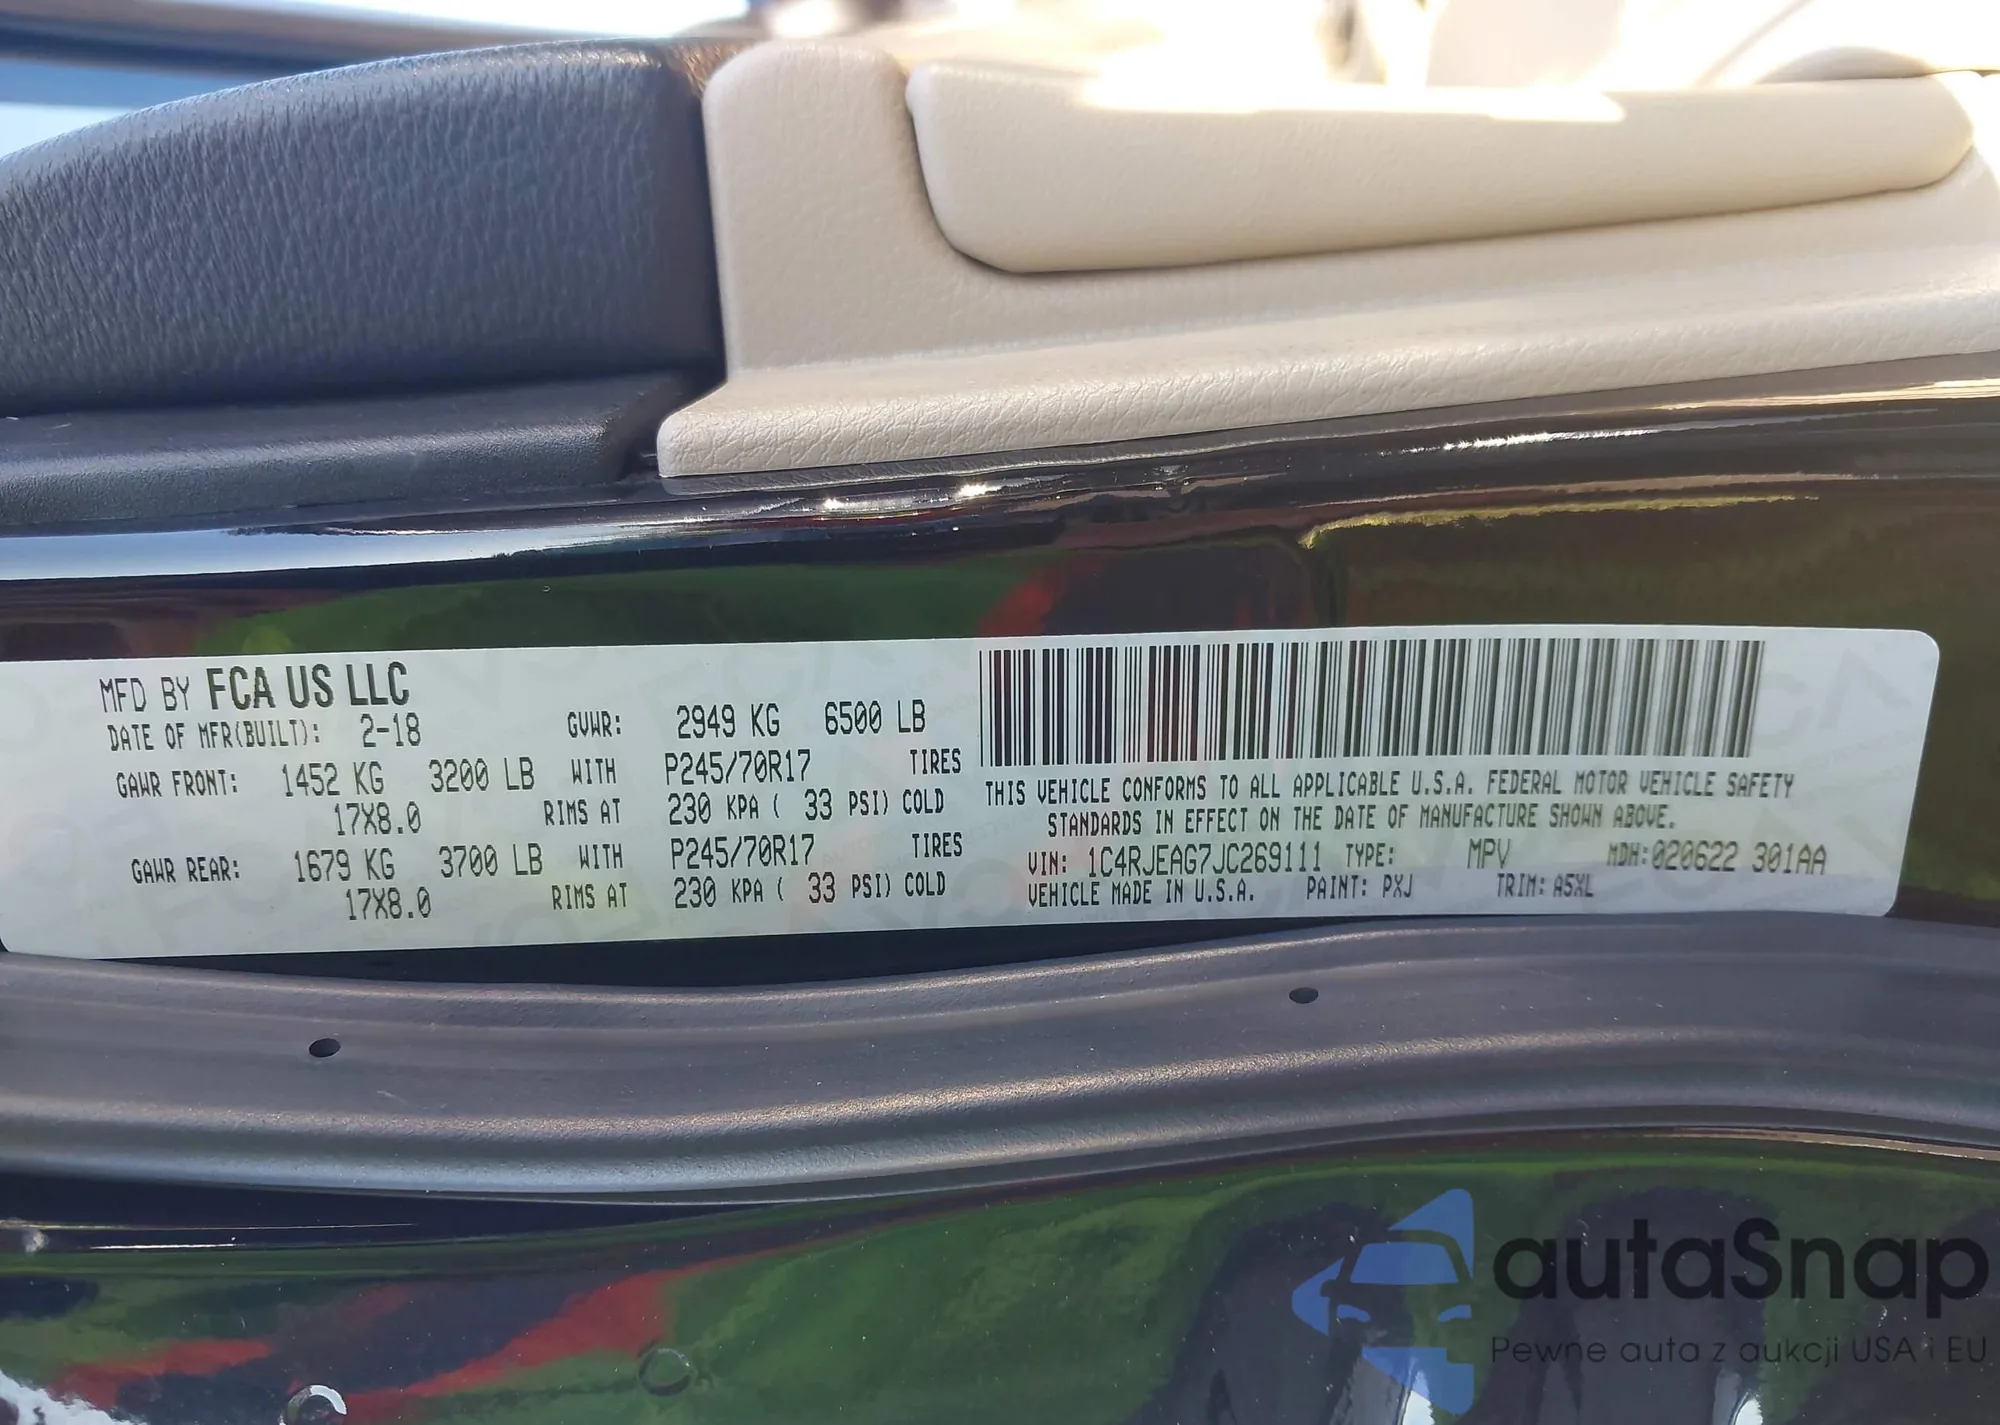 MFD BY FCA US LLC
DATE OF MFR(BUILT): 2-18 GVWR: 2949 KG 6500 LB
GAWR FRONT: 1452 KG 3200 LB WITH P245/70R17 TIRES
17X8.0 RIMS AT 230 KPA ( 33 PSI) COLD
GAWR REAR: 1679 KG 3700 LB WITH P245/70R17 TIRES
17X8.0 RIMS AT 230 KPA ( 33 PSI) COLD
THIS VEHICLE CONFORMS TO ALL APPLICABLE U.S.A. FEDERAL MOTOR VEHICLE SAFETY
STANDARDS IN EFFECT ON THE DATE OF MANUFACTURE SHOWN ABOVE.
VIN: 1C4RJEAG7JC269111 TYPE: MPV MDH:020622 301AA
VEHICLE MADE IN U.S.A. PAINT: PXJ TRIM: A5XL
autaSnap
Pewne auta z aukcji USA i EU